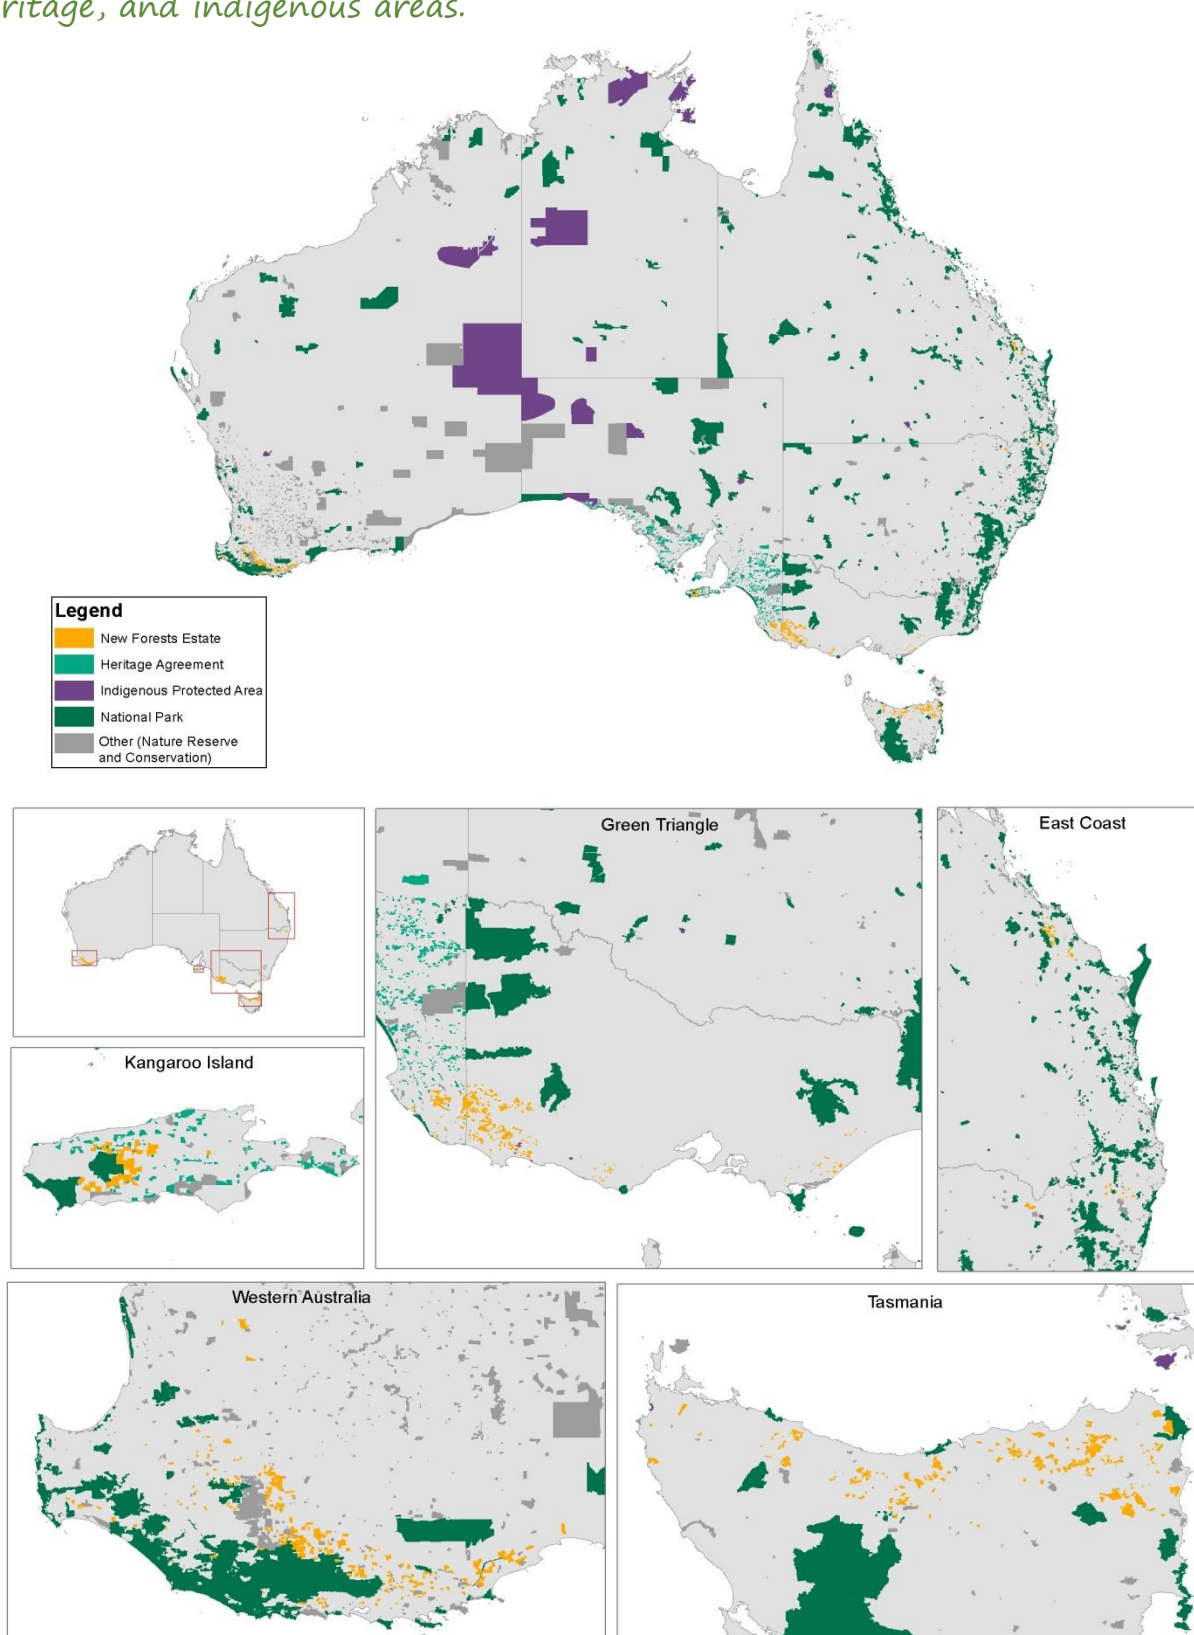 ritage, and indigenous areas.
Legend
New Forests Estate
Heritage Agreement
Indigenous Protected Area
National Park
Other (Nature Reserve
and Conservation)
Green Triangle
East Coast
Kangaroo Island
Western Australia
Tasmania